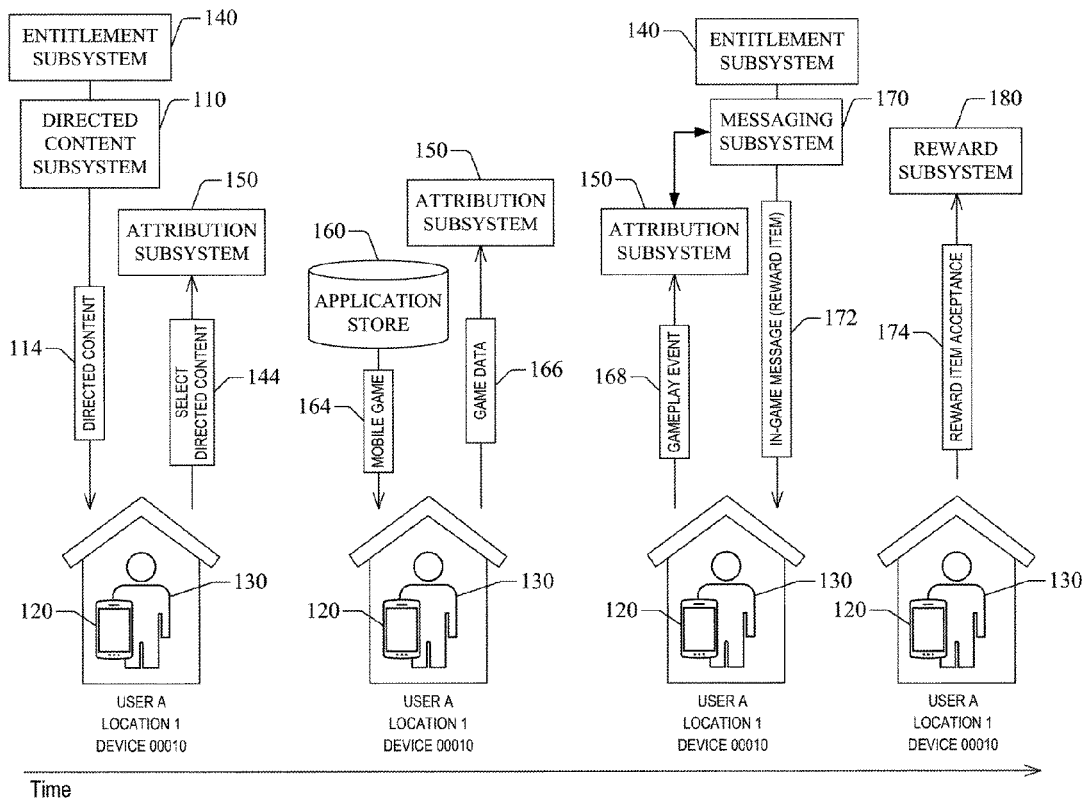 140
ENTITLEMENT
SUBSYSTEM
110
DIRECTED
CONTENT
SUBSYSTEM
150
ATTRIBUTION
SUBSYSTEM
114
DIRECTED CONTENT
SELECT
DIRECTED CONTENT
144
120
130
USER A
LOCATION 1
DEVICE 00010
150
ATTRIBUTION
SUBSYSTEM
160
APPLICATION
STORE
164
MOBILE GAME
GAME DATA
166
120
130
USER A
LOCATION 1
DEVICE 00010
140
ENTITLEMENT
SUBSYSTEM
170
MESSAGING
SUBSYSTEM
150
ATTRIBUTION
SUBSYSTEM
168
GAMEPLAY EVENT
IN-GAME MESSAGE (REWARD ITEM)
172
120
130
USER A
LOCATION 1
DEVICE 00010
180
REWARD
SUBSYSTEM
174
REWARD ITEM ACCEPTANCE
120
130
USER A
LOCATION 1
DEVICE 00010
Time